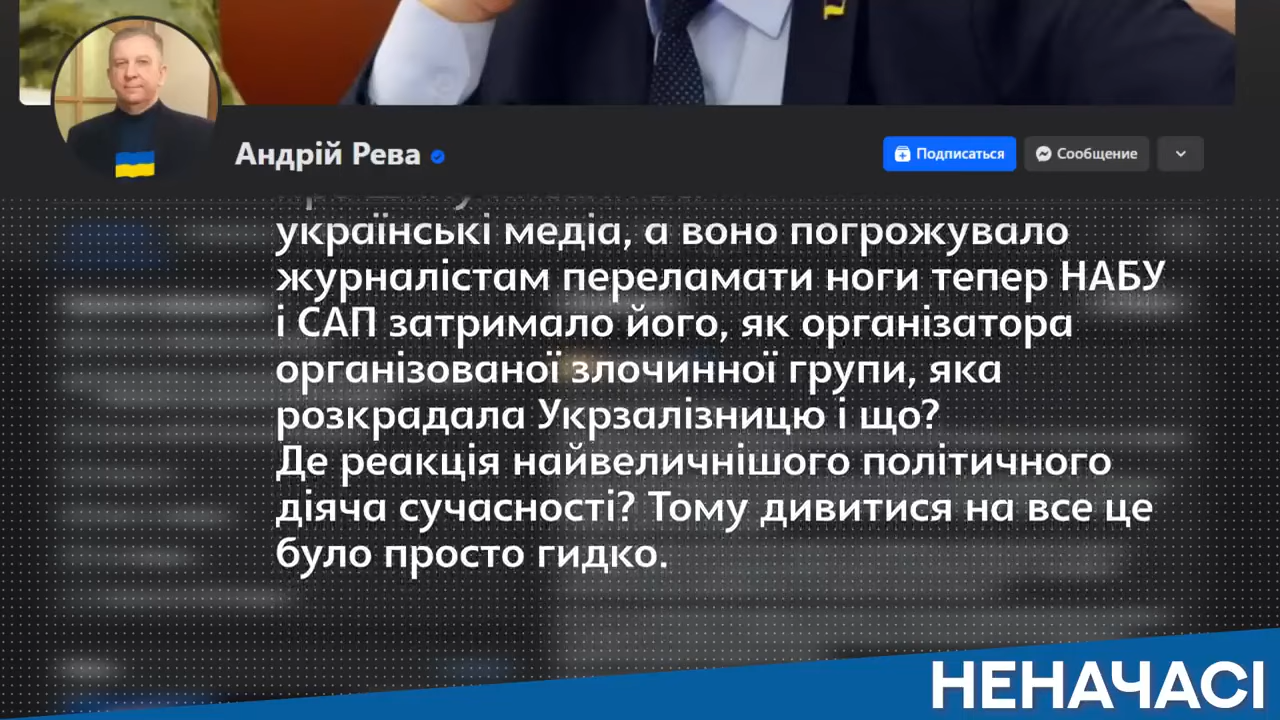 Андрій Рева
Подписаться
Сообщение
українські медіа, а воно погрожувало
журналістам переламати ноги тепер НАБУ
і САП затримало його, як організатора
організованої злочинної групи, яка
розкрадала Укрзалізницю і що?
Де реакція найвеличнішого політичного
діяча сучасності? Тому дивитися на все це
було просто гидко.
НЕНАЧАСІ